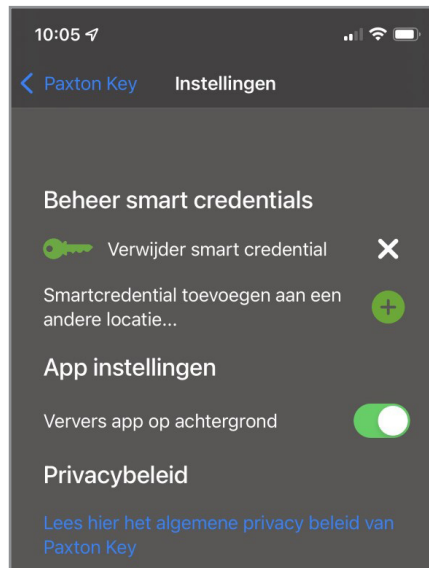 10:05
Paxton Key Instellingen
Beheer smart credentials
Verwijder smart credential
Smartcredential toevoegen aan een
andere locatie...
App instellingen
Ververs app op achtergrond
Privacybeleid
Lees hier het algemene privacy beleid van
Paxton Key